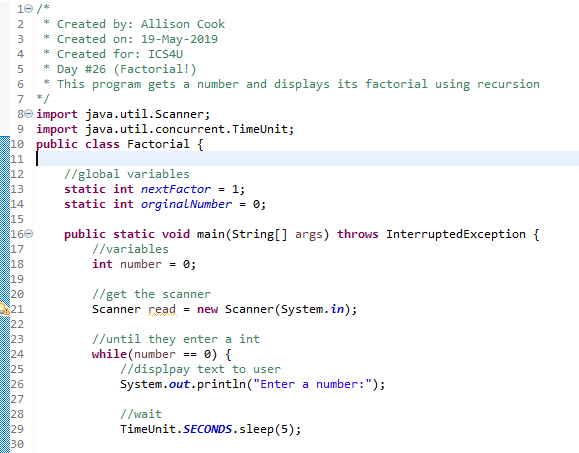 1 /*
2 * Created by: Allison Cook
3 * Created on: 19-May-2019
4 * Created for: ICS4U
5 * Day #26 (Factorial!)
6 * This program gets a number and displays its factorial using recursion
7 */
8 import java.util.Scanner;
9 import java.util.concurrent.TimeUnit;
10 public class Factorial {
11
12 //global variables
13 static int nextFactor = 1;
14 static int orginalNumber = 0;
15
16 public static void main(String[] args) throws InterruptedException {
17 //variables
18 int number = 0;
19
20 //get the scanner
21 Scanner read = new Scanner(System.in);
22
23 //until they enter a int
24 while(number == 0) {
25 //displpay text to user
26 System.out.println("Enter a number:");
27
28 //wait
29 TimeUnit.SECONDS.sleep(5);
30